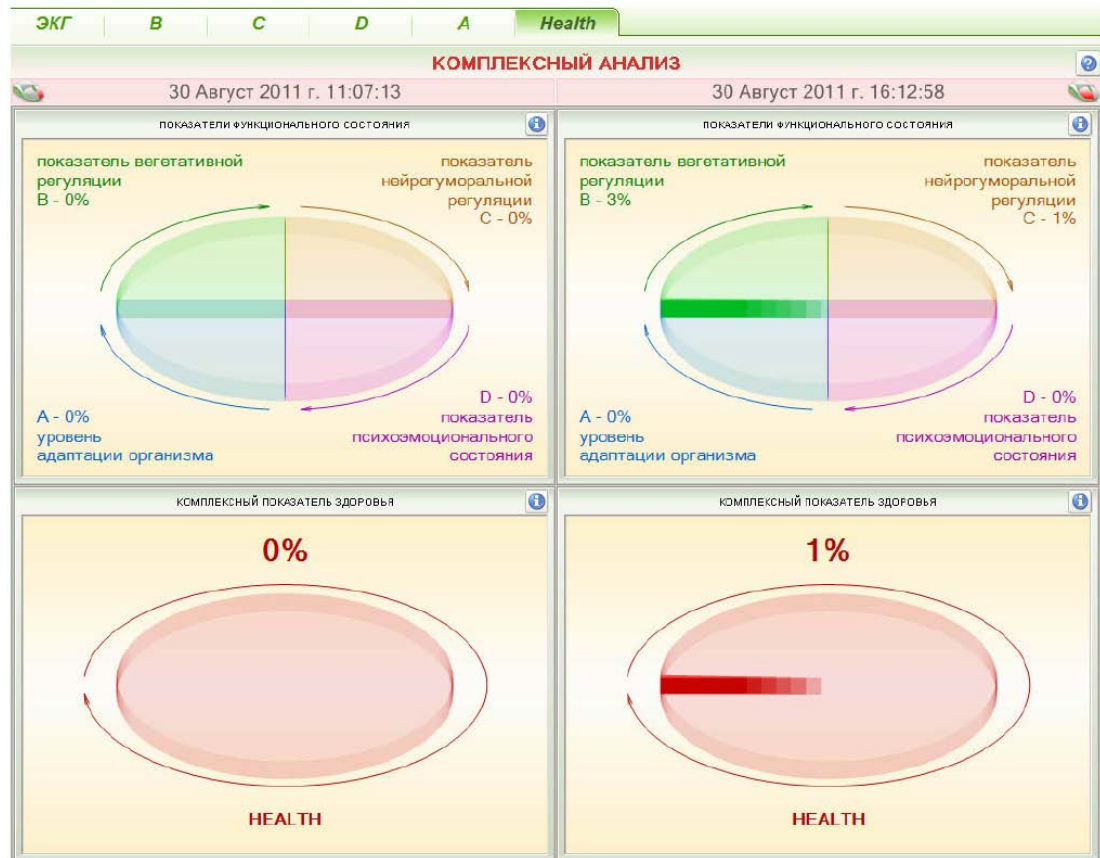 ЭКГ B C D A Health
КОМПЛЕКСНЫЙ АНАЛИЗ
30 Август 2011 г. 11:07:13
30 Август 2011 г. 16:12:58
ПОКАЗАТЕЛИ ФУНКЦИОНАЛЬНОГО СОСТОЯНИЯ
показатель вегетативной
регуляции
B - 0%
показатель
нейрогуморальной
регуляции
C - 0%
A - 0%
уровень
адаптации организма
D - 0%
показатель
психоэмоционального
состояния
ПОКАЗАТЕЛИ ФУНКЦИОНАЛЬНОГО СОСТОЯНИЯ
показатель вегетативной
регуляции
B - 3%
показатель
нейрогуморальной
регуляции
C - 1%
A - 0%
уровень
адаптации организма
D - 0%
показатель
психоэмоционального
состояния
КОМПЛЕКСНЫЙ ПОКАЗАТЕЛЬ ЗДОРОВЬЯ
0%
HEALTH
КОМПЛЕКСНЫЙ ПОКАЗАТЕЛЬ ЗДОРОВЬЯ
1%
HEALTH